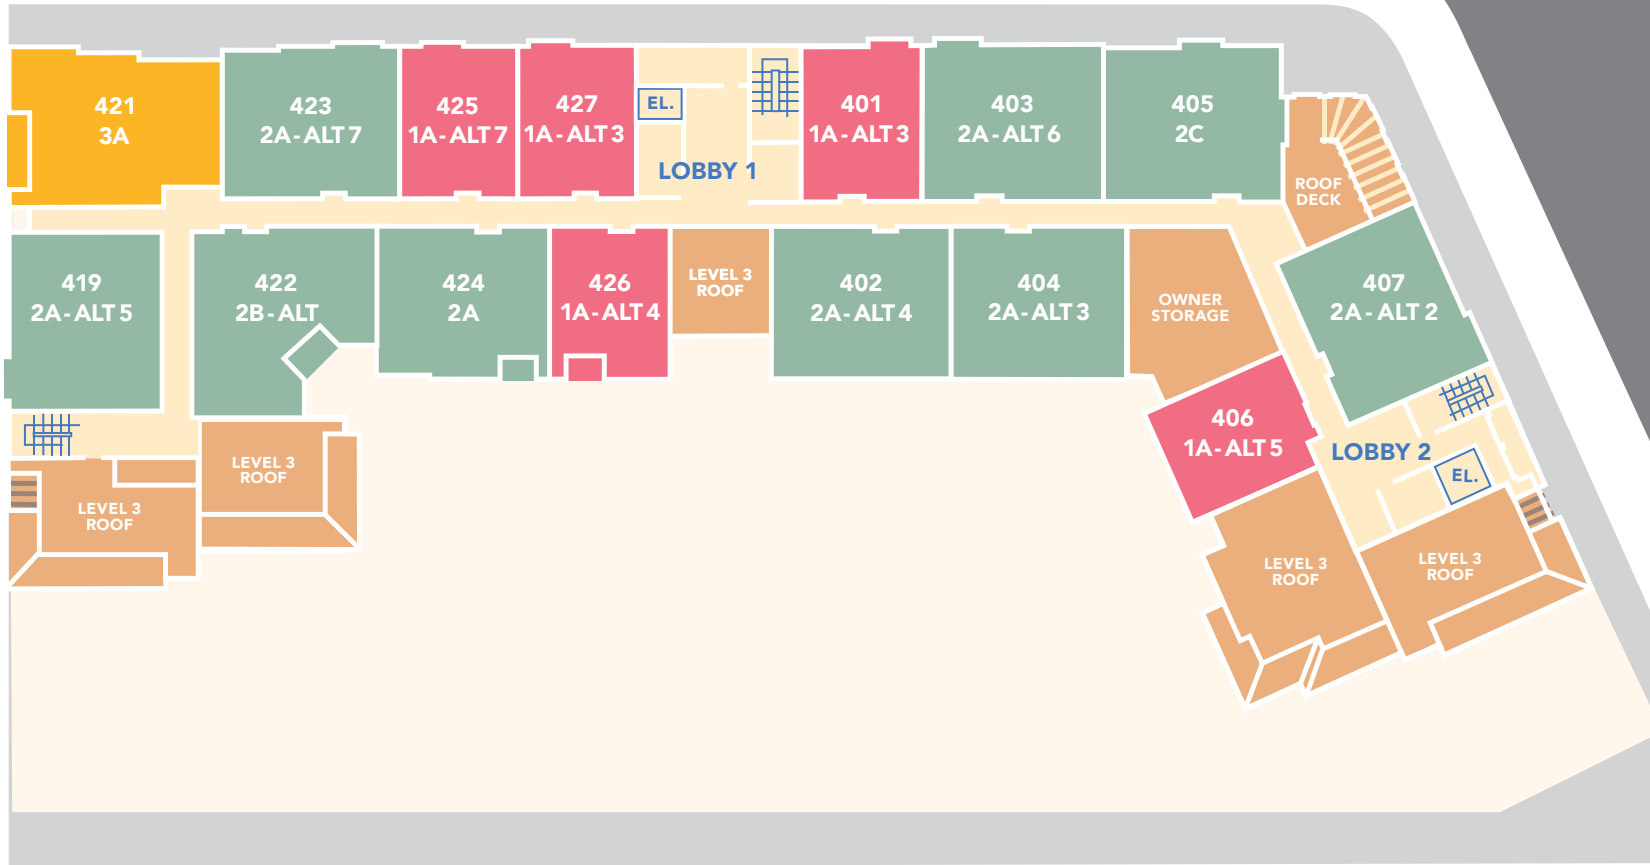 421
3A
423
2A - ALT 7
425
1A - ALT 7
427
1A - ALT 3
EL.
LOBBY 1
401
1A - ALT 3
403
2A - ALT 6
405
2C
ROOF
DECK
419
2A - ALT 5
422
2B - ALT
424
2A
426
1A - ALT 4
LEVEL 3
ROOF
402
2A - ALT 4
404
2A - ALT 3
OWNER
STORAGE
407
2A - ALT 2
406
1A - ALT 5
LOBBY 2
EL.
LEVEL 3
ROOF
LEVEL 3
ROOF
LEVEL 3
ROOF
LEVEL 3
ROOF